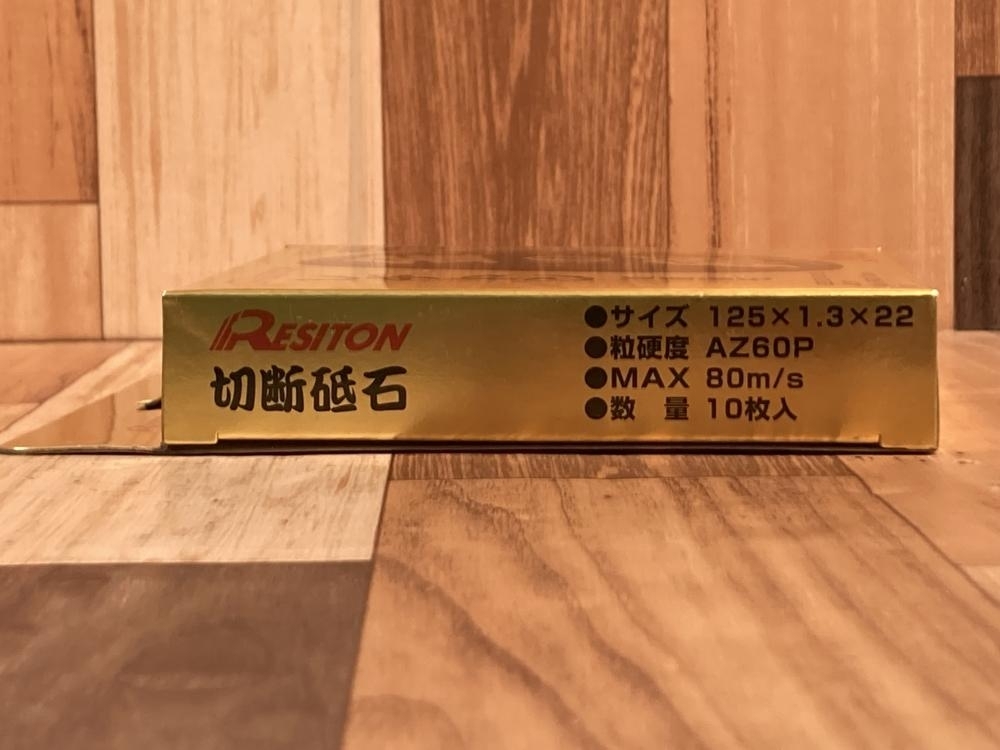 RESITON
切断砥石
●サイズ 125×1.3×22
●粒硬度 AZ60P
●MAX 80m/s
●数 量 10枚入